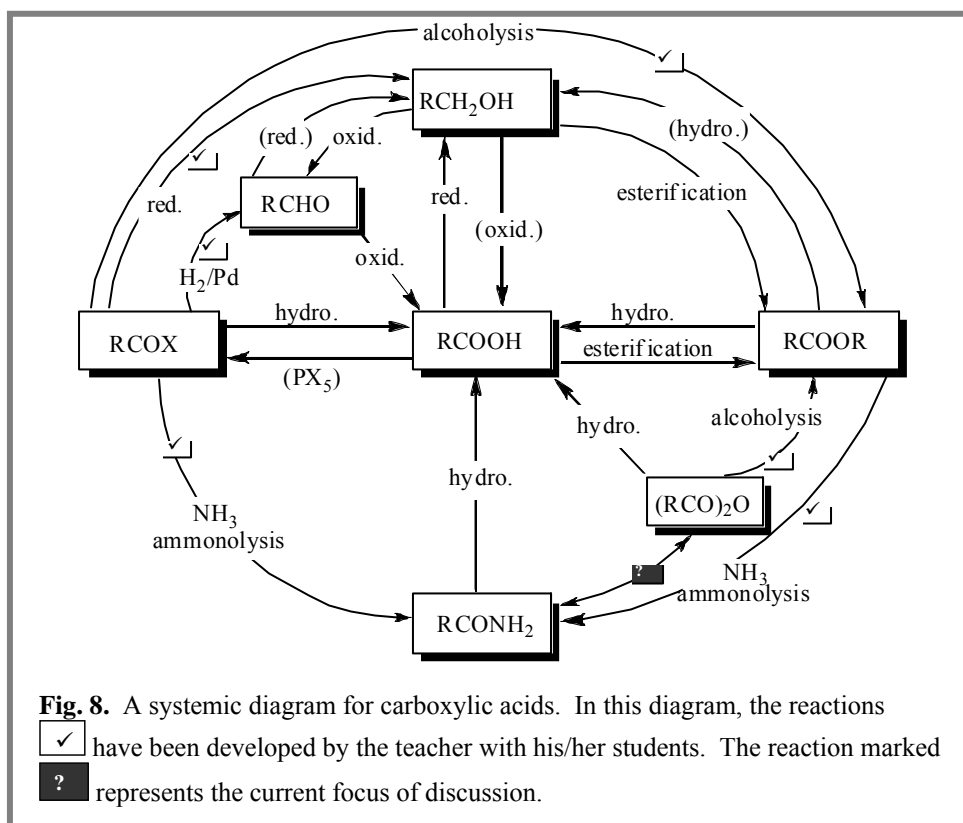 alcoholysis
✓
RCH₂OH
(red.)
oxid.
(hydro.)
✓
red.
RCHO
red.
esterification
(oxid.)
✓
H₂/Pd
oxid.
RCOX
hydro.
RCOOH
hydro.
RCOOR
(PX₅)
esterification
✓
hydro.
hydro.
alcoholysis
✓
(RCO)₂O
✓
NH₃
ammonolysis
?
NH₃
ammonolysis
RCONH₂
Fig. 8. A systemic diagram for carboxylic acids. In this diagram, the reactions
✓ have been developed by the teacher with his/her students. The reaction marked
? represents the current focus of discussion.